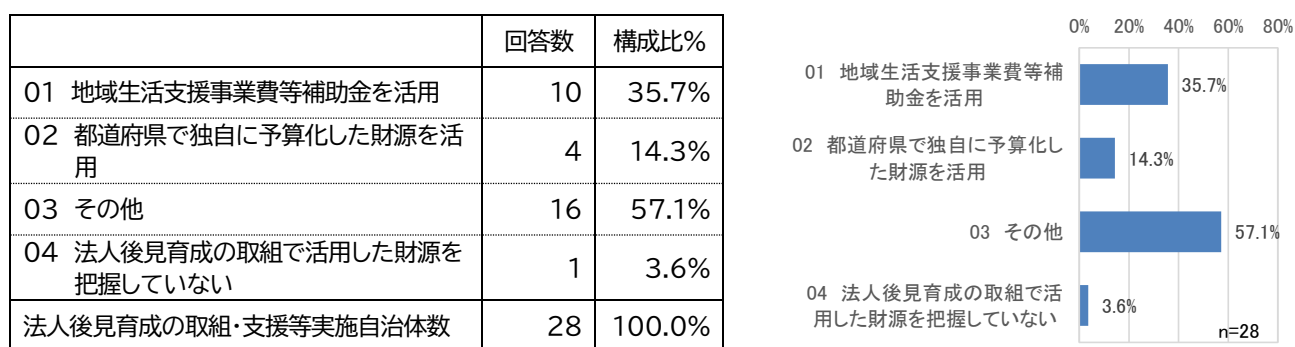 回答数 構成比%
01 地域生活支援事業費等補助金を活用 10 35.7%
02 都道府県で独自に予算化した財源を活
用 4 14.3%
03 その他 16 57.1%
04 法人後見育成の取組で活用した財源を
把握していない 1 3.6%
法人後見育成の取組・支援等実施自治体数 28 100.0%
0% 20% 40% 60% 80%
01 地域生活支援事業費等補
助金を活用
35.7%
02 都道府県で独自に予算化し
た財源を活用
14.3%
03 その他
57.1%
04 法人後見育成の取組で活
用した財源を把握していない
3.6%
n=28